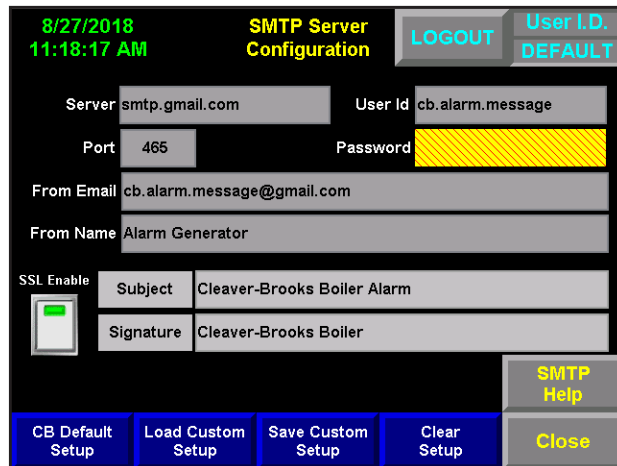 8/27/2018 SMTP Server LOGOUT User I.D.
11:18:17 AM Configuration DEFAULT
Server smtp.gmail.com User Id cb.alarm.message
Port 465 Password
From Email cb.alarm.message@gmail.com
From Name Alarm Generator
SSL Enable
Subject Cleaver-Brooks Boiler Alarm
Signature Cleaver-Brooks Boiler
SMTP
Help
CB Default Load Custom Save Custom Clear
Setup Setup Setup Setup
Close